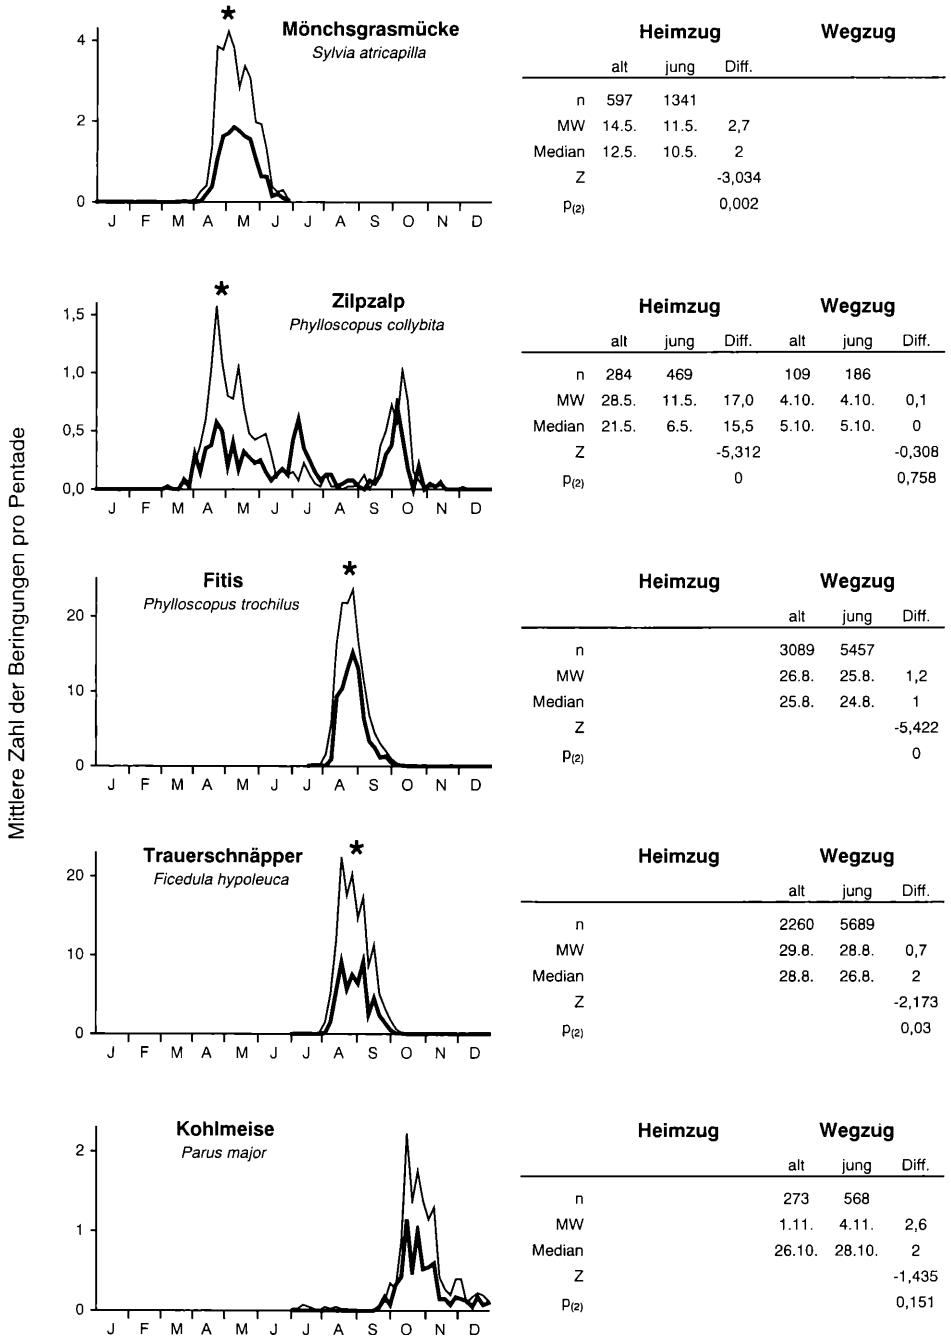 Mittlere Zahl der Beringungen pro Pentade
*
Mönchsgrasmücke
Sylvia atricapilla
4
2
0
J F M A M J J A S O N D
Heimzug Wegzug
alt jung Diff.
n 597 1341
MW 14.5. 11.5. 2,7
Median 12.5. 10.5. 2
Z -3,034
p(2) 0,002
*
Zilpzalp
Phylloscopus collybita
1,5
1,0
0,5
0,0
J F M A M J J A S O N D
Heimzug Wegzug
alt jung Diff. alt jung Diff.
n 284 469 109 186
MW 28.5. 11.5. 17,0 4.10. 4.10. 0,1
Median 21.5. 6.5. 15,5 5.10. 5.10. 0
Z -5,312 -0,308
p(2) 0 0,758
*
Fitis
Phylloscopus trochilus
20
10
0
J F M A M J J A S O N D
Heimzug Wegzug
alt jung Diff.
n 3089 5457
MW 26.8. 25.8. 1,2
Median 25.8. 24.8. 1
Z -5,422
p(2) 0
*
Trauerschnäpper
Ficedula hypoleuca
20
10
0
J F M A M J J A S O N D
Heimzug Wegzug
alt jung Diff.
n 2260 5689
MW 29.8. 28.8. 0,7
Median 28.8. 26.8. 2
Z -2,173
p(2) 0,03
Kohlmeise
Parus major
2
1
0
J F M A M J J A S O N D
Heimzug Wegzug
alt jung Diff.
n 273 568
MW 1.11. 4.11. 2,6
Median 26.10. 28.10. 2
Z -1,435
p(2) 0,151